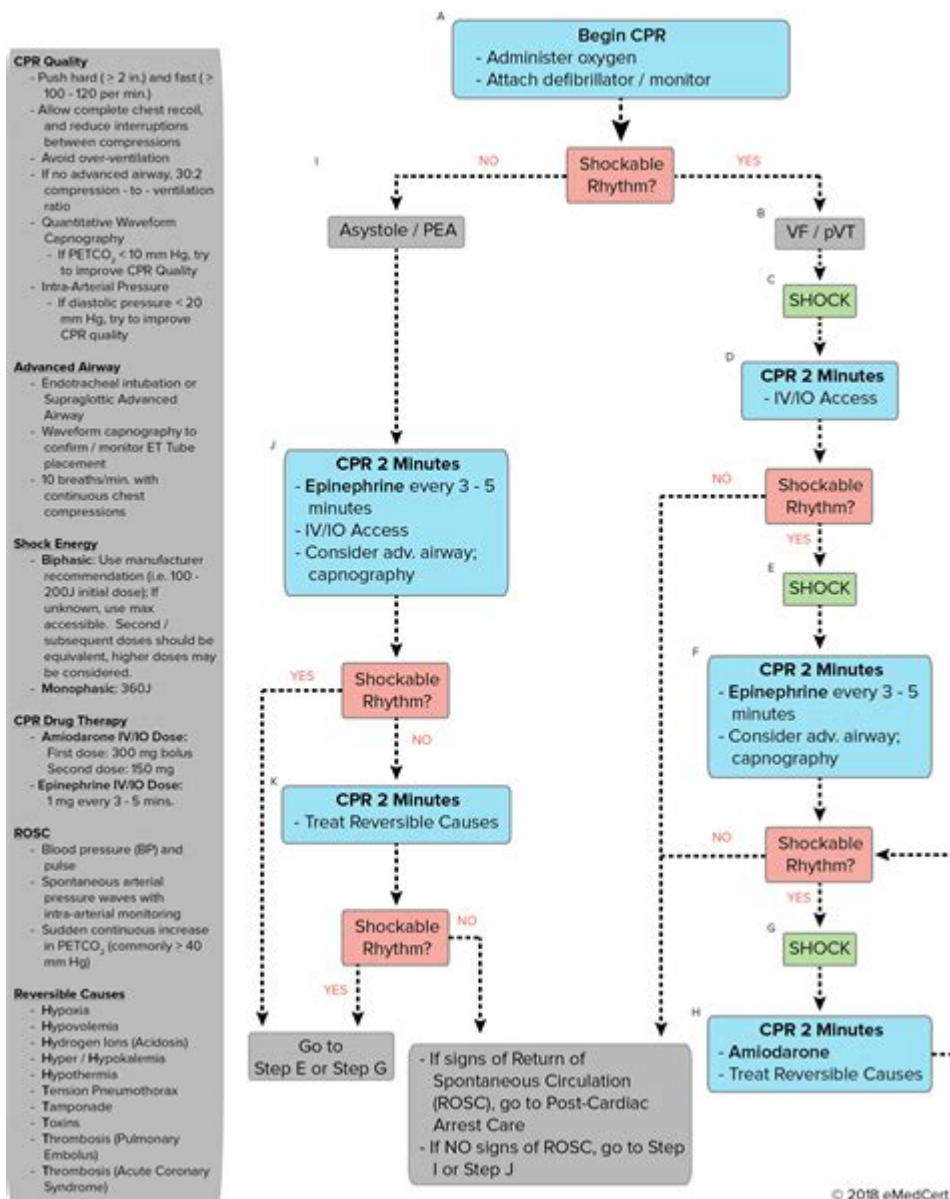 CPR Quality
- Push hard ( ≥ 2 in.) and fast ( ≥
100 - 120 per min.)
- Allow complete chest recoil,
and reduce interruptions
between compressions
- Avoid over-ventilation
- If no advanced airway, 30:2
compression - to - ventilation
ratio
- Quantitative Waveform
Capnography
- If PETCO₂ < 10 mm Hg, try
to improve CPR Quality
- Intra-Arterial Pressure
- If diastolic pressure < 20
mm Hg, try to improve
CPR quality
Advanced Airway
- Endotracheal intubation or
Supraglottic Advanced
Airway
- Waveform capnography to
confirm / monitor ET Tube
placement
- 10 breaths/min. with
continuous chest
compressions
Shock Energy
- Biphasic: Use manufacturer
recommendation (i.e. 100 -
200J initial dose); If
unknown, use max
accessible. Second /
subsequent doses should be
equivalent, higher doses may
be considered.
- Monophasic: 360J
CPR Drug Therapy
- Amiodarone IV/IO Dose:
First dose: 300 mg bolus
Second dose: 150 mg
- Epinephrine IV/IO Dose:
1 mg every 3 - 5 mins.
ROSC
- Blood pressure (BP) and
pulse
- Spontaneous arterial
pressure waves with
intra-arterial monitoring
- Sudden continuous increase
in PETCO₂ (commonly ≥ 40
mm Hg)
Reversible Causes
- Hypoxia
- Hypovolemia
- Hydrogen Ions (Acidosis)
- Hyper / Hypokalemia
- Hypothermia
- Tension Pneumothorax
- Tamponade
- Toxins
- Thrombosis (Pulmonary
Embolus)
- Thrombosis (Acute Coronary
Syndrome)
A
Begin CPR
- Administer oxygen
- Attach defibrillator / monitor
Shockable
Rhythm?
NO
YES
I
Asystole / PEA
J
CPR 2 Minutes
- Epinephrine every 3 - 5
minutes
- IV/IO Access
- Consider adv. airway;
capnography
Shockable
Rhythm?
YES
NO
K
CPR 2 Minutes
- Treat Reversible Causes
Shockable
Rhythm?
NO
YES
Go to
Step E or Step G
- If signs of Return of
Spontaneous Circulation
(ROSC), go to Post-Cardiac
Arrest Care
- If NO signs of ROSC, go to Step
I or Step J
B
VF / pVT
C
SHOCK
D
CPR 2 Minutes
- IV/IO Access
Shockable
Rhythm?
NO
YES
E
SHOCK
F
CPR 2 Minutes
- Epinephrine every 3 - 5
minutes
- Consider adv. airway;
capnography
Shockable
Rhythm?
NO
YES
G
SHOCK
H
CPR 2 Minutes
- Amiodarone
- Treat Reversible Causes
© 2018 eMedCert